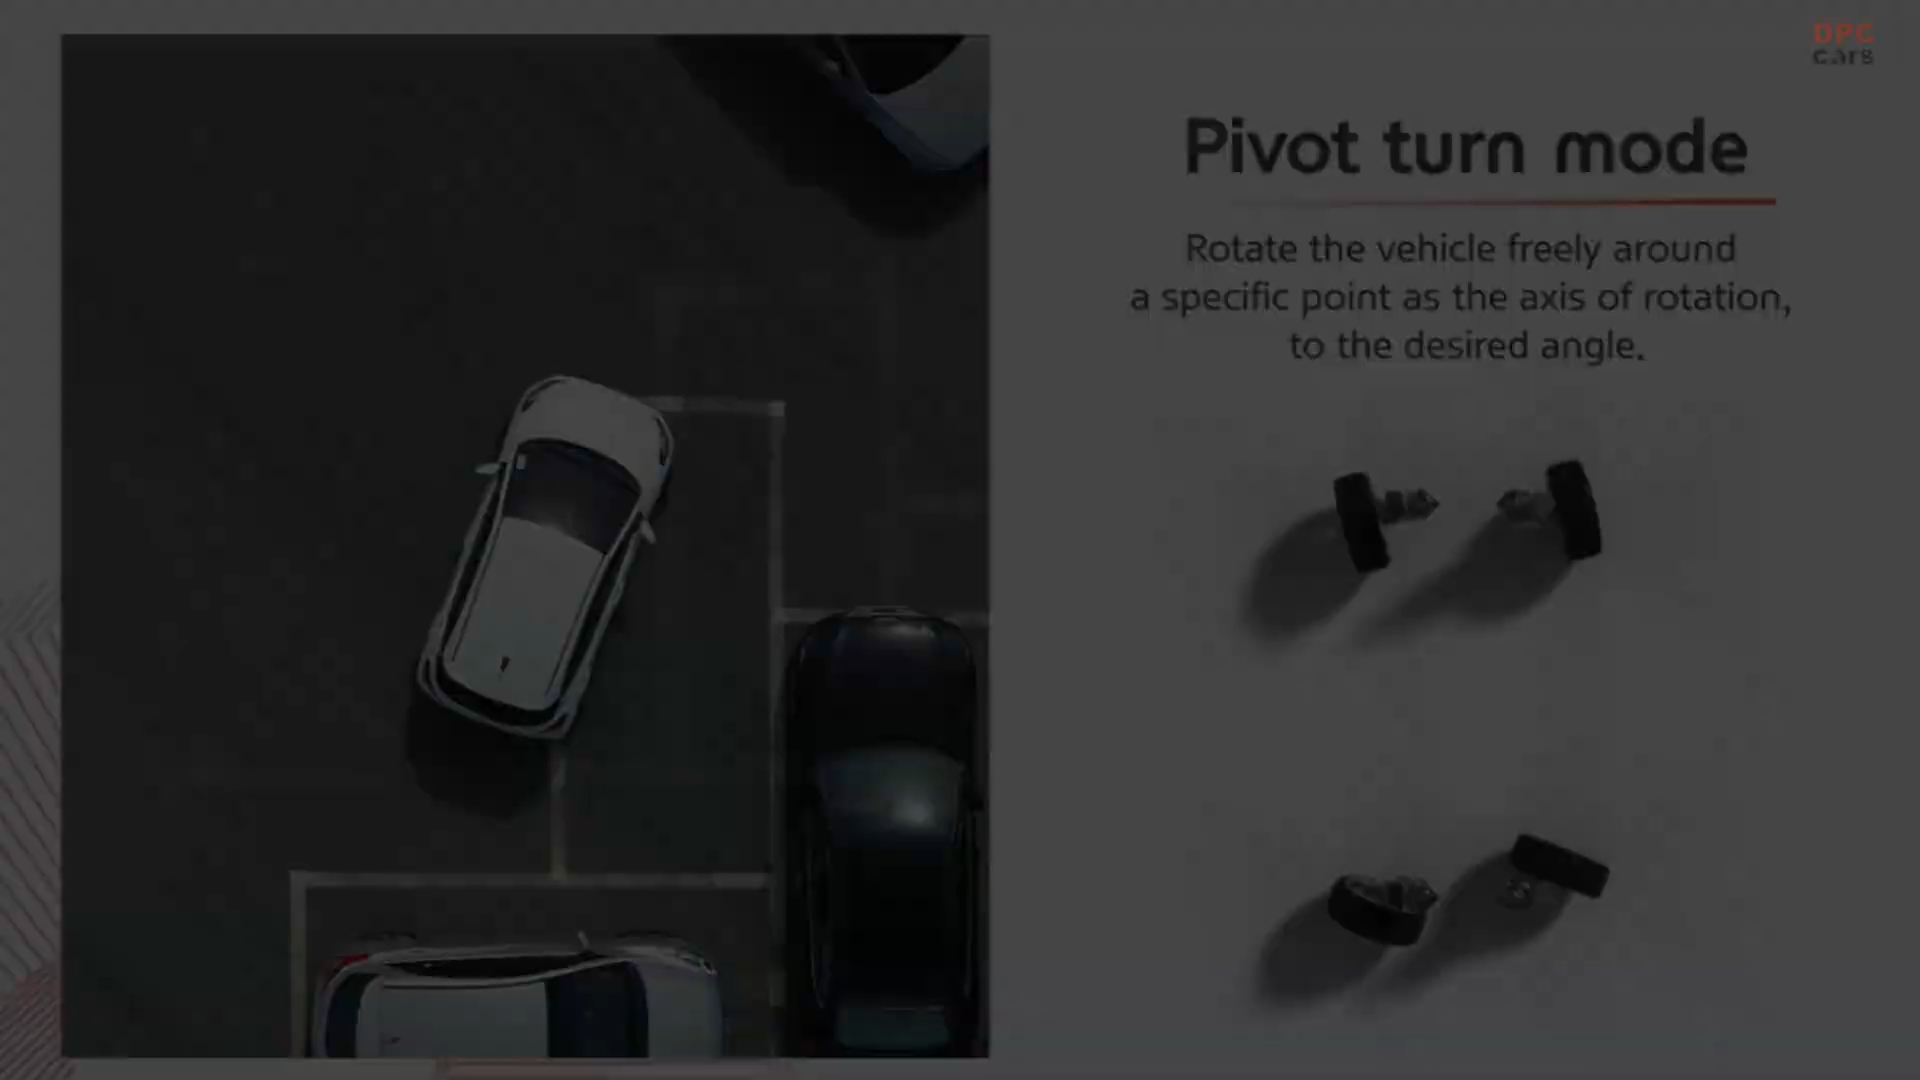 DPC
cars
Pivot turn mode
Rotate the vehicle freely around
a specific point as the axis of rotation,
to the desired angle.